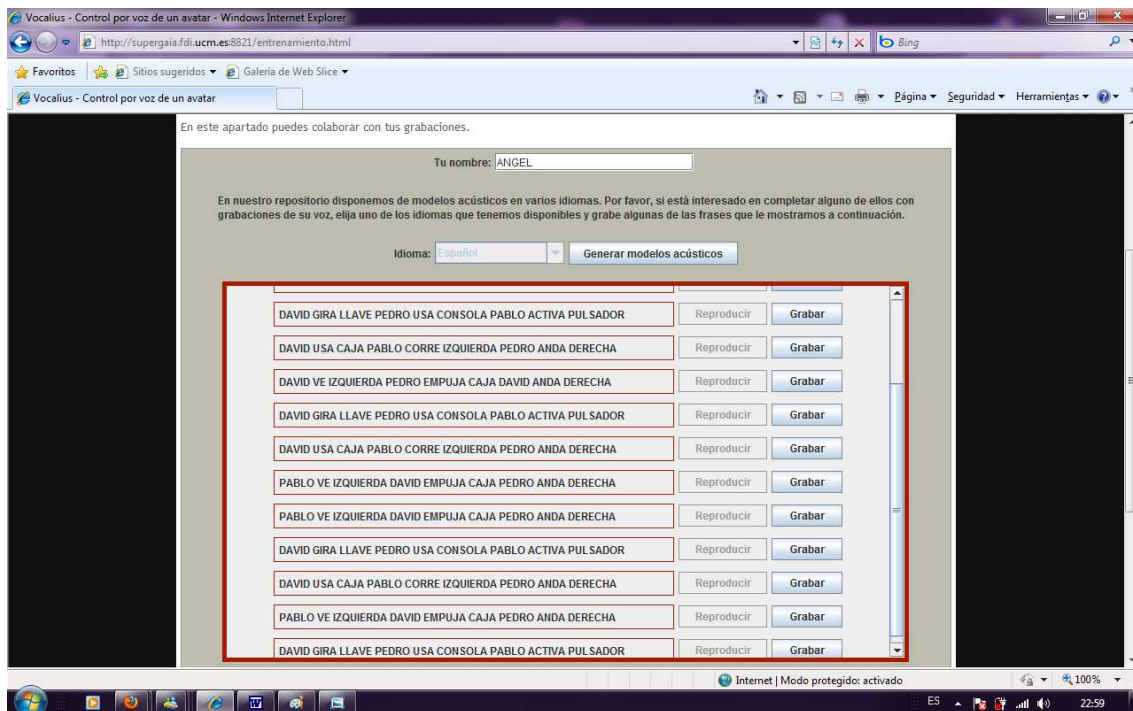 Vocalius - Control por voz de un avatar - Windows Internet Explorer
http://supergaia.fdi.ucm.es:8821/entrenamiento.html
Bing
Favoritos
Sitios sugeridos
Galería de Web Slice
Vocalius - Control por voz de un avatar
Página
Seguridad
Herramientas
En este apartado puedes colaborar con tus grabaciones.
Tu nombre: ANGEL
En nuestro repositorio disponemos de modelos acústicos en varios idiomas. Por favor, si está interesado en completar alguno de ellos con
grabaciones de su voz, elija uno de los idiomas que tenemos disponibles y grabe algunas de las frases que le mostramos a continuación.
Idioma: Español Generar modelos acústicos
DAVID GIRA LLAVE PEDRO USA CONSOLA PABLO ACTIVA PULSADOR Reproducir Grabar
DAVID USA CAJA PABLO CORRE IZQUIERDA PEDRO ANDA DERECHA Reproducir Grabar
DAVID VE IZQUIERDA PEDRO EMPUJA CAJA DAVID ANDA DERECHA Reproducir Grabar
DAVID GIRA LLAVE PEDRO USA CONSOLA PABLO ACTIVA PULSADOR Reproducir Grabar
DAVID USA CAJA PABLO CORRE IZQUIERDA PEDRO ANDA DERECHA Reproducir Grabar
PABLO VE IZQUIERDA DAVID EMPUJA CAJA PEDRO ANDA DERECHA Reproducir Grabar
PABLO VE IZQUIERDA DAVID EMPUJA CAJA PEDRO ANDA DERECHA Reproducir Grabar
DAVID GIRA LLAVE PEDRO USA CONSOLA PABLO ACTIVA PULSADOR Reproducir Grabar
DAVID USA CAJA PABLO CORRE IZQUIERDA PEDRO ANDA DERECHA Reproducir Grabar
PABLO VE IZQUIERDA DAVID EMPUJA CAJA PEDRO ANDA DERECHA Reproducir Grabar
DAVID GIRA LLAVE PEDRO USA CONSOLA PABLO ACTIVA PULSADOR Reproducir Grabar
Internet | Modo protegido: activado
100%
ES
22:59